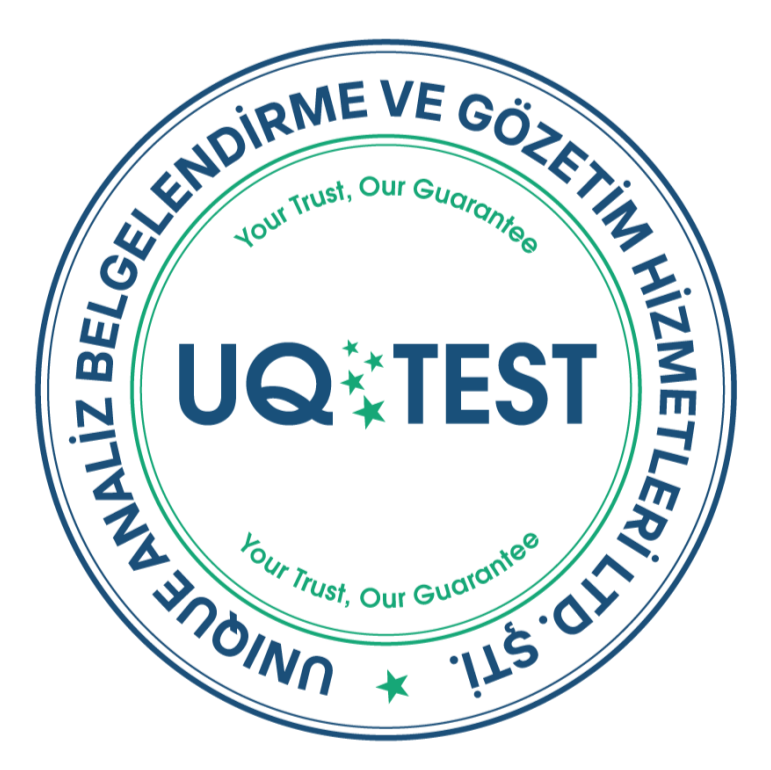 UNIQUE ANALİZ BELGELENDİRME VE GÖZETİM HİZMETLERİ LTD. ŞTİ.
Your Trust, Our Guarantee
UQ TEST
Your Trust, Our Guarantee